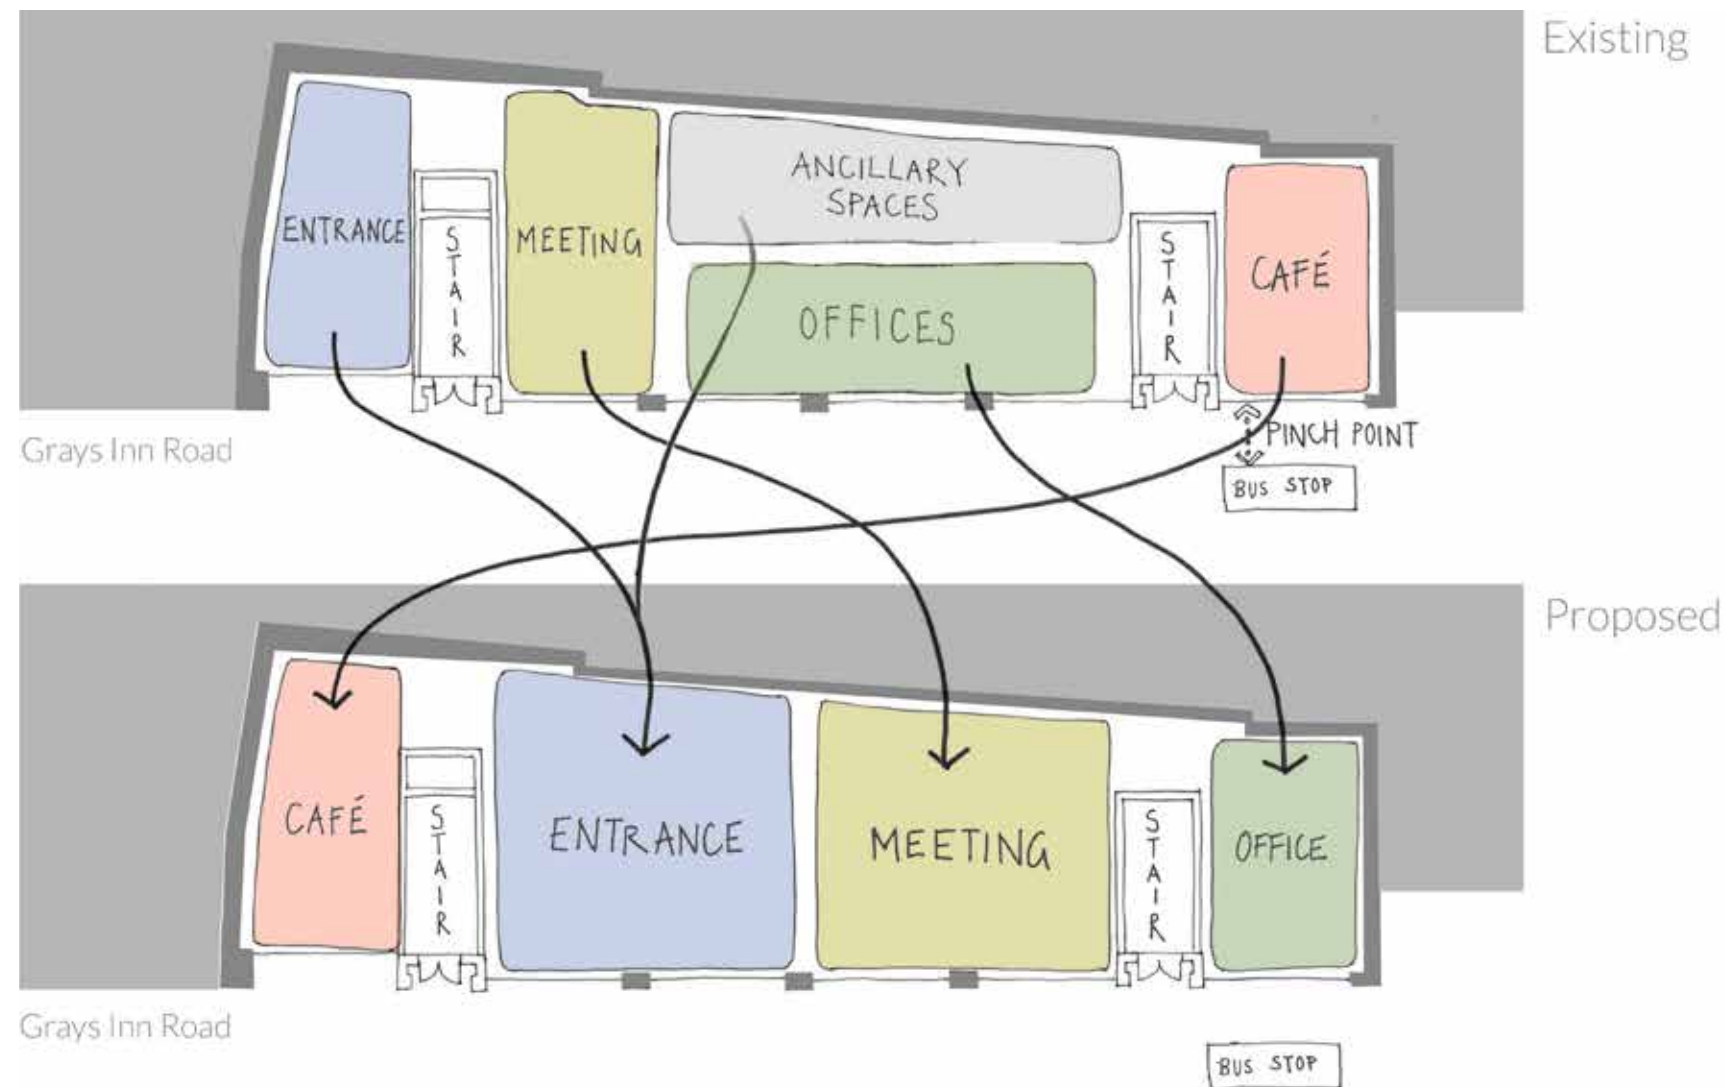 Existing
ANCILLARY
SPACES
ENTRANCE
STAIR
MEETING
OFFICES
STAIR
CAFÉ
Grays Inn Road
PINCH POINT
BUS STOP
Proposed
CAFÉ
STAIR
ENTRANCE
MEETING
STAIR
OFFICE
Grays Inn Road
BUS STOP